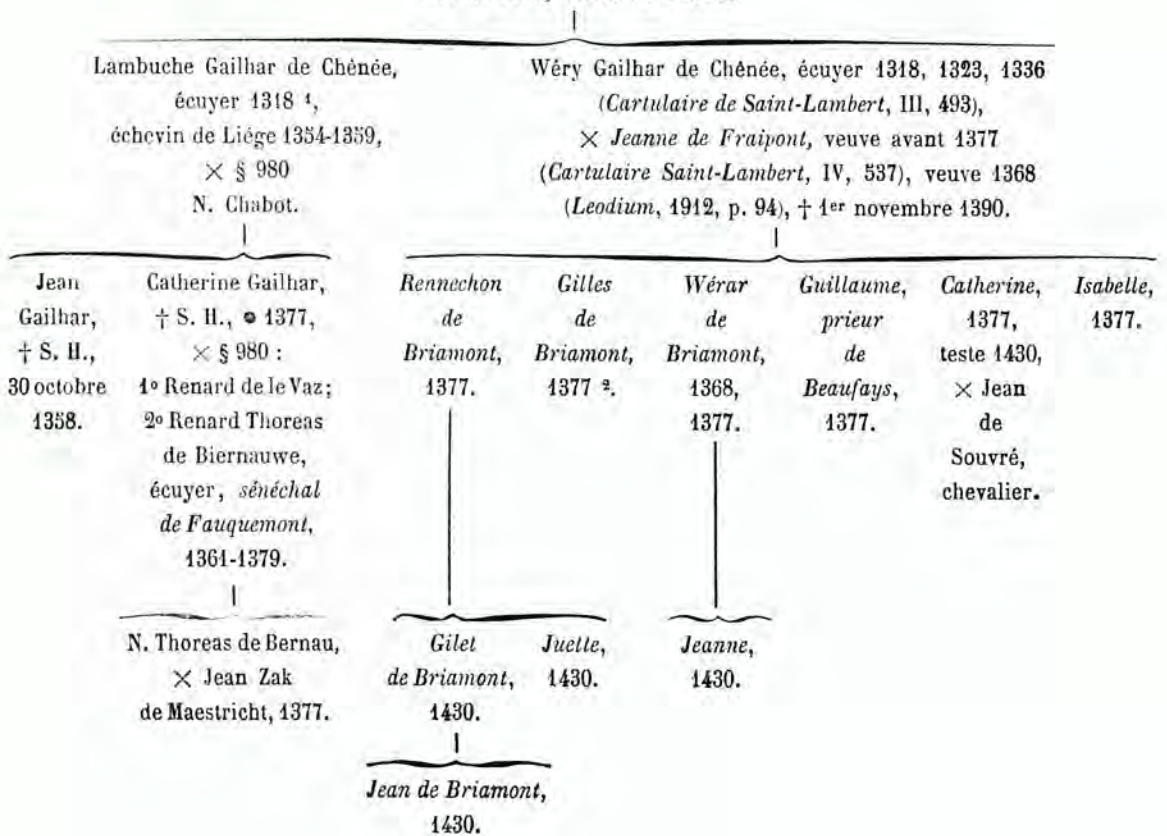 Lambuche Gailhar de Chênée,
écuyer 1318 ¹,
échevin de Liége 1354-1359,
× § 980
N. Chabot.
Wéry Gailhar de Chênée, écuyer 1318, 1323, 1336
(Cartulaire de Saint-Lambert, III, 493),
× Jeanne de Fraipont, veuve avant 1377
(Cartulaire Saint-Lambert, IV, 537), veuve 1368
(Leodium, 1912, p. 94), † 1er novembre 1390.
Jean
Gailhar,
† S. H.,
30 octobre
1358.
Catherine Gailhar,
† S. H., 1377,
× § 980 :
1º Renard de le Vaz;
2º Renard Thoreas
de Biernauwe,
écuyer, sénéchal
de Fauquemont,
1361-1379.
Rennechon
de
Briamont,
1377.
Gilles
de
Briamont,
1377 ².
Wérar
de
Briamont,
1368,
1377.
Guillaume,
prieur
de
Beaufays,
1377.
Catherine,
1377,
teste 1430,
× Jean
de
Souvré,
chevalier.
Isabelle,
1377.
N. Thoreas de Bernau,
× Jean Zak
de Maestricht, 1377.
Gilet
de Briamont,
1430.
Juette,
1430.
Jeanne,
1430.
Jean de Briamont,
1430.